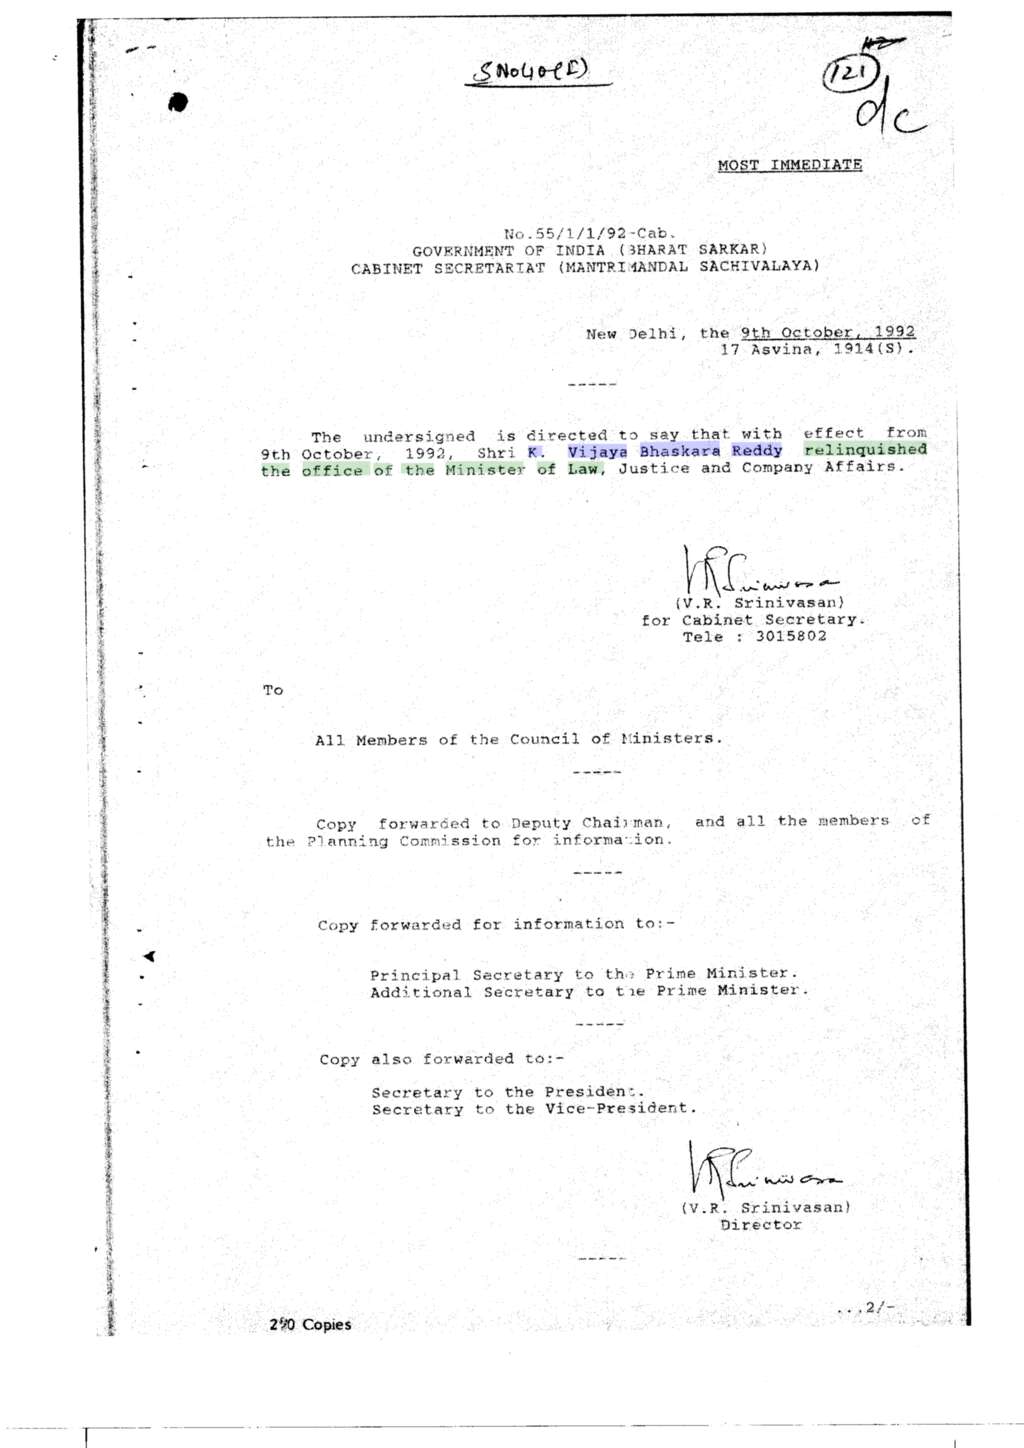 SNo40(I)
121
dc
MOST IMMEDIATE
No.55/1/1/92-Cab.
GOVERNMENT OF INDIA (BHARAT SARKAR)
CABINET SECRETARIAT (MANTRIMANDAL SACHIVALAYA)
New Delhi, the 9th October, 1992
17 Asvina, 1914(S).
-----
The undersigned is directed to say that with effect from
9th October, 1992, Shri K. Vijaya Bhaskara Reddy relinquished
the office of the Minister of Law, Justice and Company Affairs.
VRSrinivasa
(V.R. Srinivasan)
for Cabinet Secretary.
Tele : 3015802
To
All Members of the Council of Ministers.
-----
Copy forwarded to Deputy Chairman, and all the members of
the Planning Commission for information.
-----
Copy forwarded for information to:-
Principal Secretary to the Prime Minister.
Additional Secretary to the Prime Minister.
-----
Copy also forwarded to:-
Secretary to the President.
Secretary to the Vice-President.
VRSrinivasa
(V.R. Srinivasan)
Director
-----
...2/-
Copies